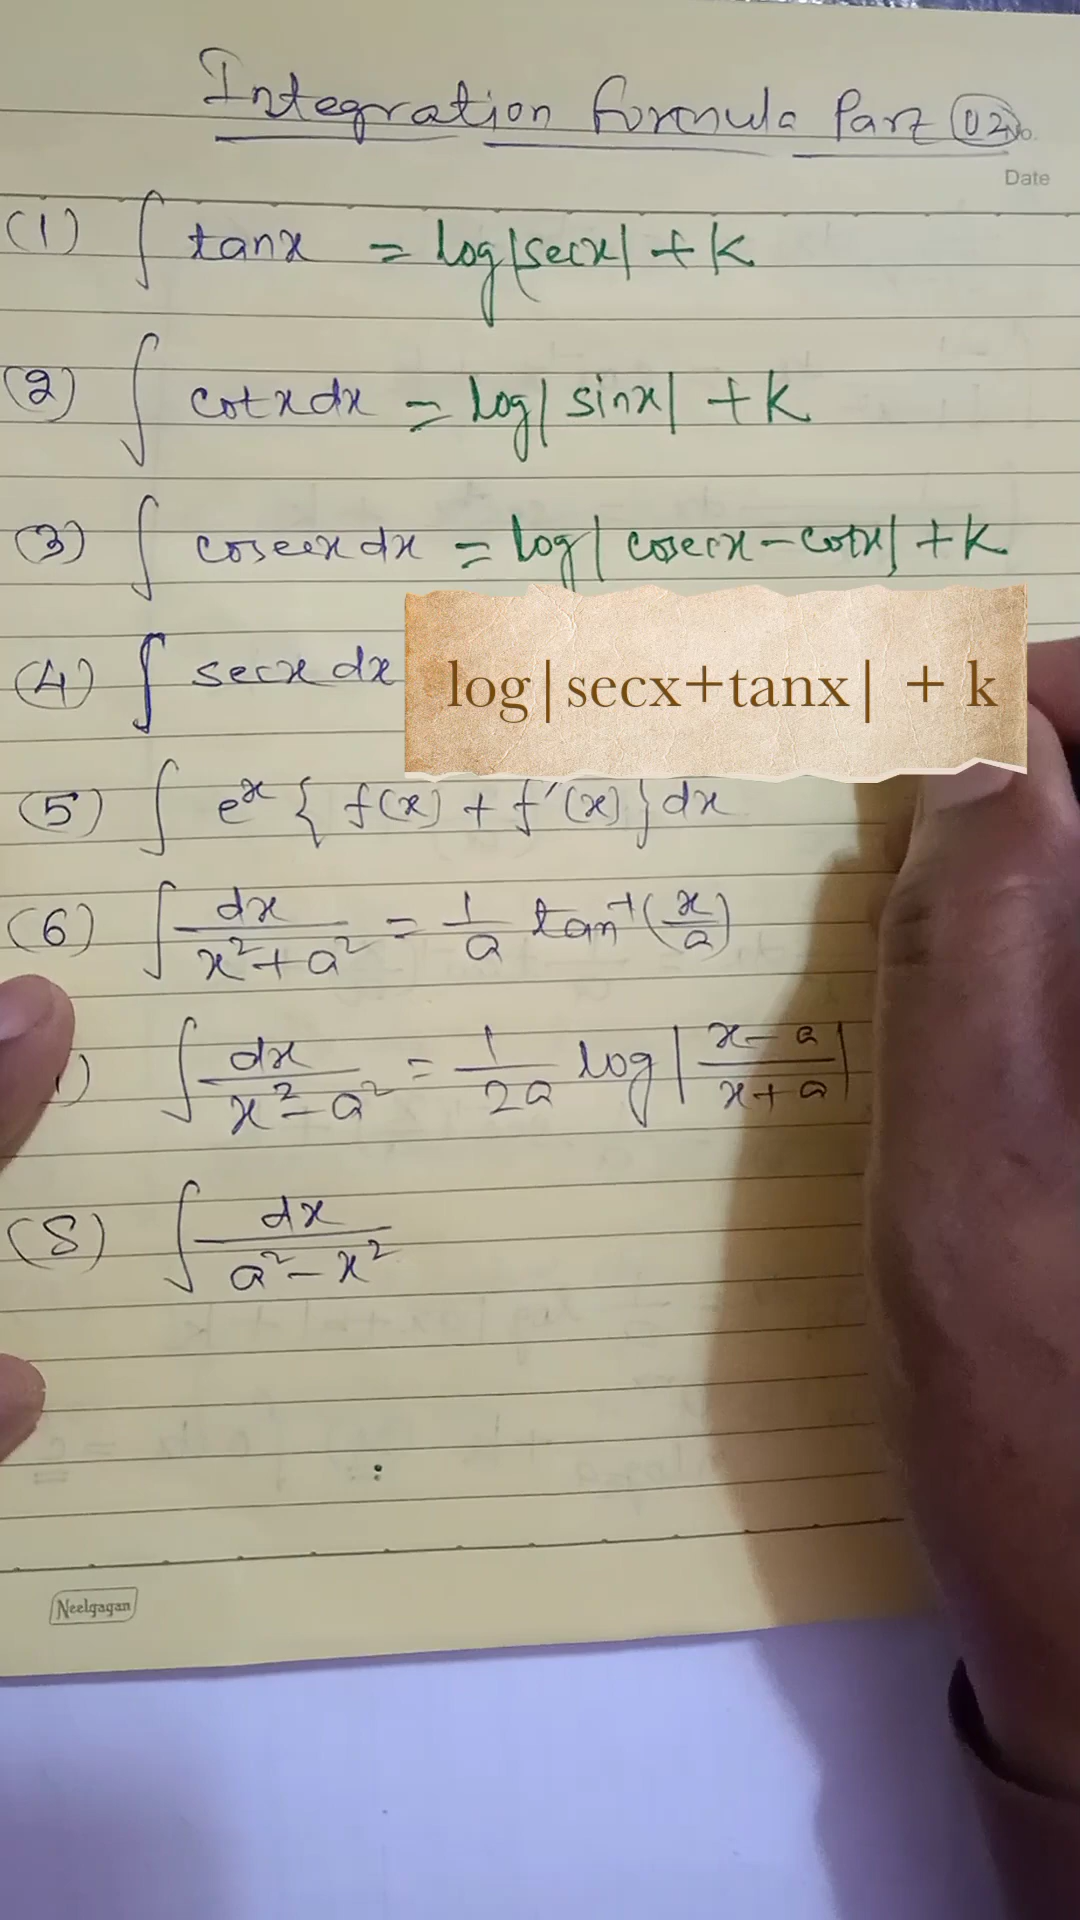 Integration Formula Part 02
No.
Date
(1) ∫ tanx = log|secx| + k
(2) ∫ cotx dx = log| sinx| + k
(3) ∫ cosecx dx = log| cosecx - cotx| + k
(4) ∫ secx dx log|secx+tanx| + k
(5) ∫ eˣ { f(x) + f'(x)} dx
(6) ∫ dx/(x²+a²) = 1/a tan⁻¹(x/a)
) ∫ dx/(x²-a²) = 1/2a log| (x-a)/(x+a) |
(8) ∫ dx/(a²-x²)
Neelgagan